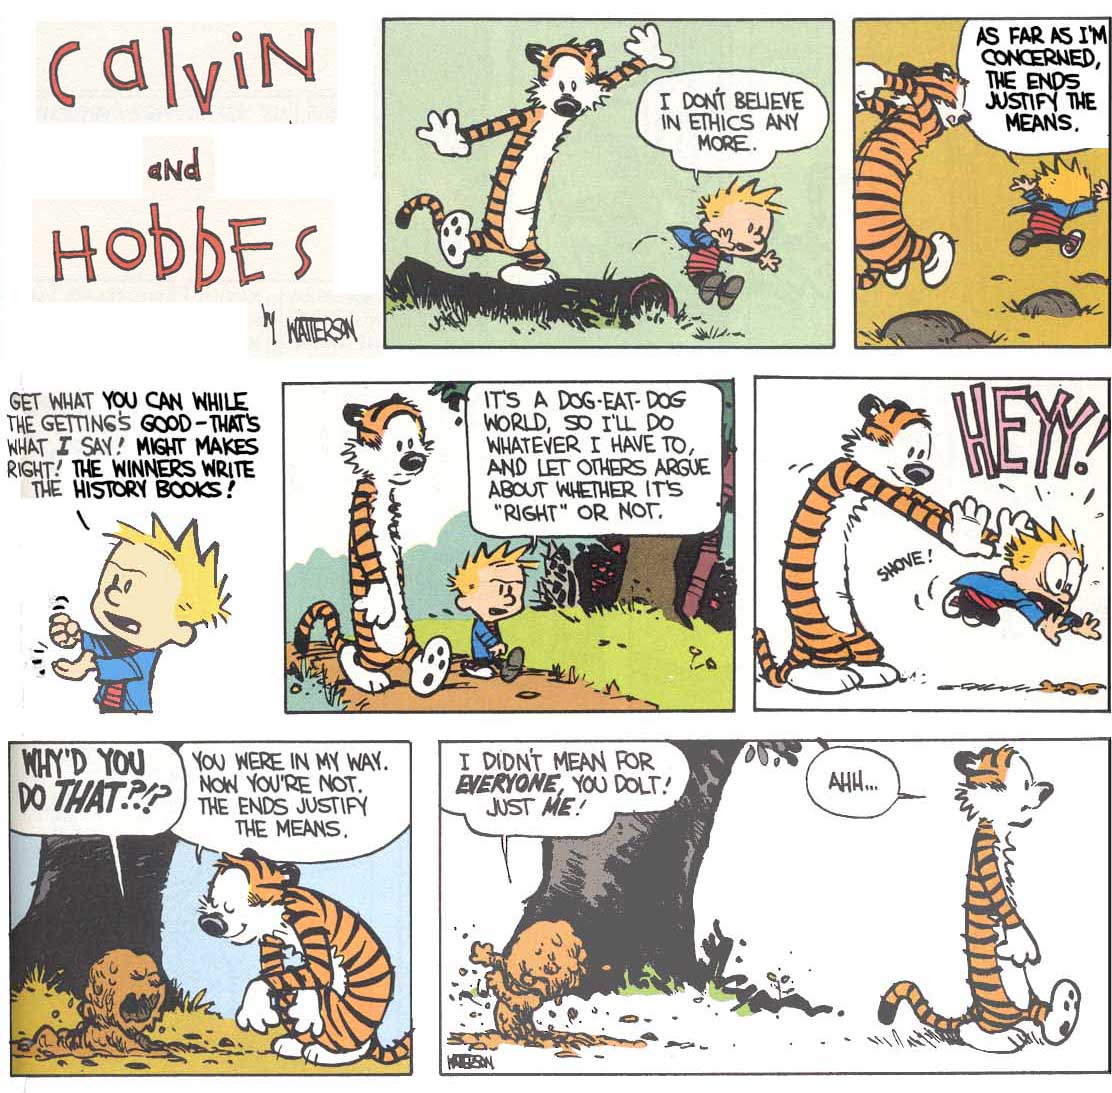 CALVIN
and
HOBBES
by WATTERSON
I DON'T BELIEVE
IN ETHICS ANY
MORE.
AS FAR AS I'M
CONCERNED,
THE ENDS
JUSTIFY THE
MEANS.
GET WHAT YOU CAN WHILE
THE GETTING'S GOOD - THAT'S
WHAT I SAY! MIGHT MAKES
RIGHT! THE WINNERS WRITE
THE HISTORY BOOKS!
IT'S A DOG-EAT-DOG
WORLD, SO I'LL DO
WHATEVER I HAVE TO,
AND LET OTHERS ARGUE
ABOUT WHETHER IT'S
"RIGHT" OR NOT.
HEYY!
SHOVE!
WHY'D YOU
DO THAT?!?
YOU WERE IN MY WAY.
NOW YOU'RE NOT.
THE ENDS JUSTIFY
THE MEANS.
I DIDN'T MEAN FOR
EVERYONE, YOU DOLT!
JUST ME!
AHH...
WATTERSON